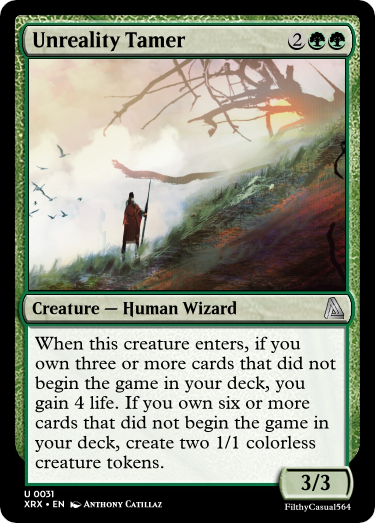 Unreality Tamer 2
Creature — Human Wizard
When this creature enters, if you
own three or more cards that did not
begin the game in your deck, you
gain 4 life. If you own six or more
cards that did not begin the game in
your deck, create two 1/1 colorless
creature tokens.
3/3
U 0031
XRX • EN Anthony Catillaz
FilthyCasual564